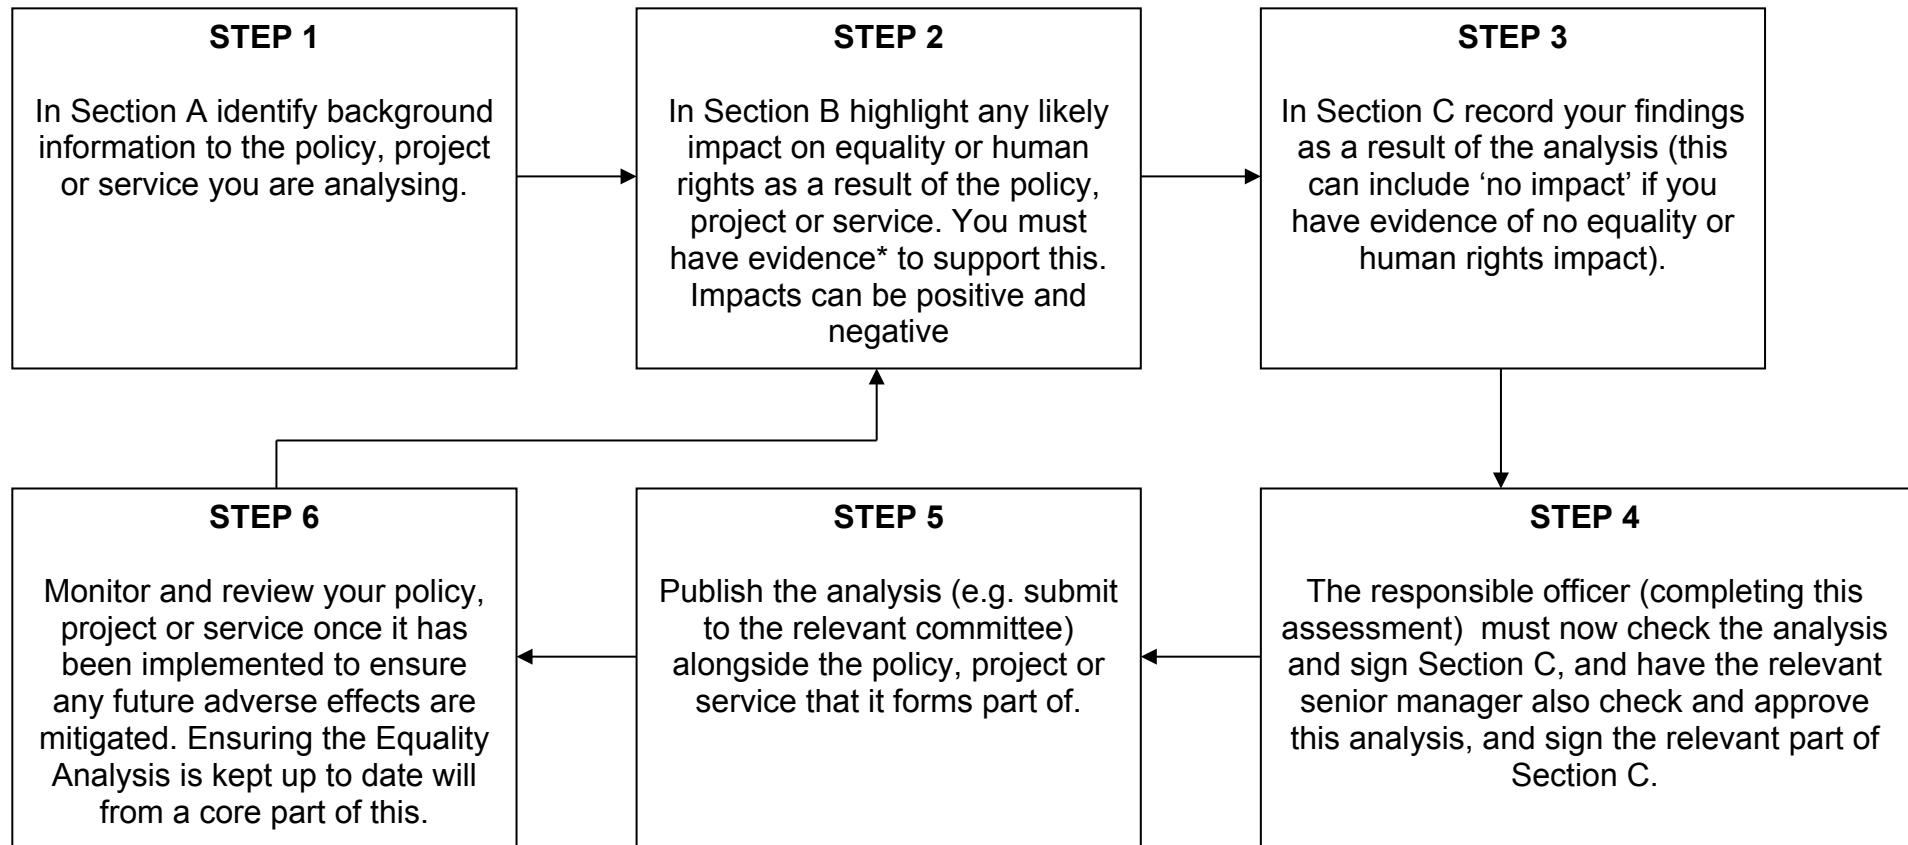 STEP 1
In Section A identify background
information to the policy, project
or service you are analysing.
STEP 2
In Section B highlight any likely
impact on equality or human
rights as a result of the policy,
project or service. You must
have evidence* to support this.
Impacts can be positive and
negative
STEP 3
In Section C record your findings
as a result of the analysis (this
can include ‘no impact’ if you
have evidence of no equality or
human rights impact).
STEP 4
The responsible officer (completing this
assessment)  must now check the analysis
and sign Section C, and have the relevant
senior manager also check and approve
this analysis, and sign the relevant part of
Section C.
STEP 5
Publish the analysis (e.g. submit
to the relevant committee)
alongside the policy, project or
service that it forms part of.
STEP 6
Monitor and review your policy,
project or service once it has
been implemented to ensure
any future adverse effects are
mitigated. Ensuring the Equality
Analysis is kept up to date will
from a core part of this.